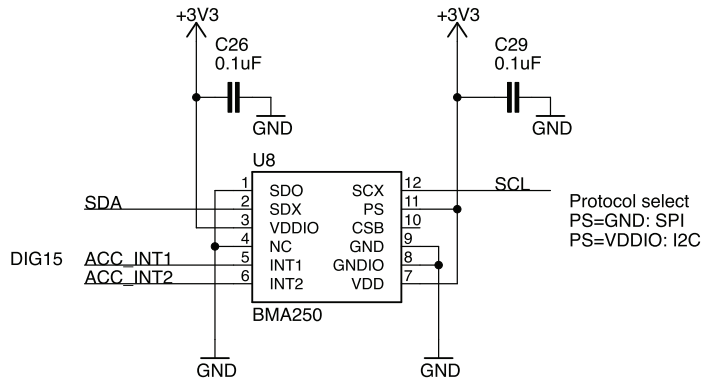 +3V3
+3V3
C26
0.1uF
C29
0.1uF
GND
GND
U8
1 SDO SCX 12 SCL
SDA 2 SDX PS 11
3 VDDIO CSB 10
4 NC GND 9
DIG15 ACC_INT1 5 INT1 GNDIO 8
ACC_INT2 6 INT2 VDD 7
Protocol select
PS=GND: SPI
PS=VDDIO: I2C
BMA250
GND
GND